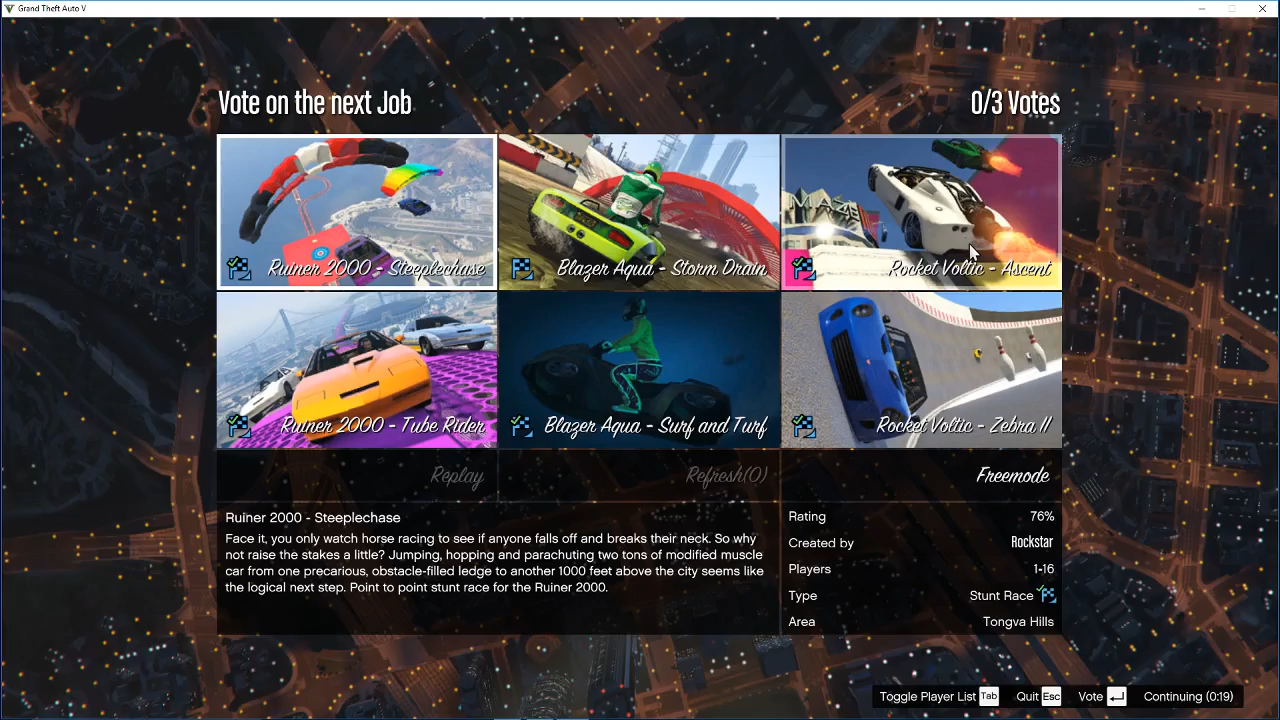 Grand Theft Auto V
Vote on the next Job
0/3 Votes
MAZE
Ruiner 2000 - Steeplechase
Blazer Aqua - Storm Drain
Rocket Voltic - Ascent
Ruiner 2000 - Tube Rider
Blazer Aqua - Surf and Turf
Rocket Voltic - Zebra II
Replay
Refresh(0)
Freemode
Ruiner 2000 - Steeplechase
Face it, you only watch horse racing to see if anyone falls off and breaks their neck. So why
not raise the stakes a little? Jumping, hopping and parachuting two tons of modified muscle
car from one precarious, obstacle-filled ledge to another 1000 feet above the city seems like
the logical next step. Point to point stunt race for the Ruiner 2000.
Rating 76%
Created by Rockstar
Players 1-16
Type Stunt Race
Area Tongva Hills
Toggle Player List Tab Quit Esc Vote Continuing (0:19)